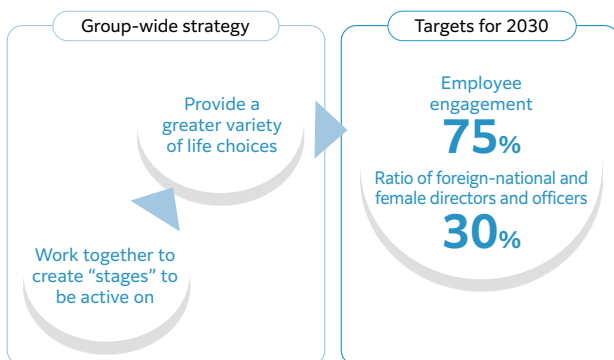 Group-wide strategy
Provide a
greater variety
of life choices
Work together to
create “stages” to
be active on
Targets for 2030
Employee
engagement
75%
Ratio of foreign-national and
female directors and officers
30%